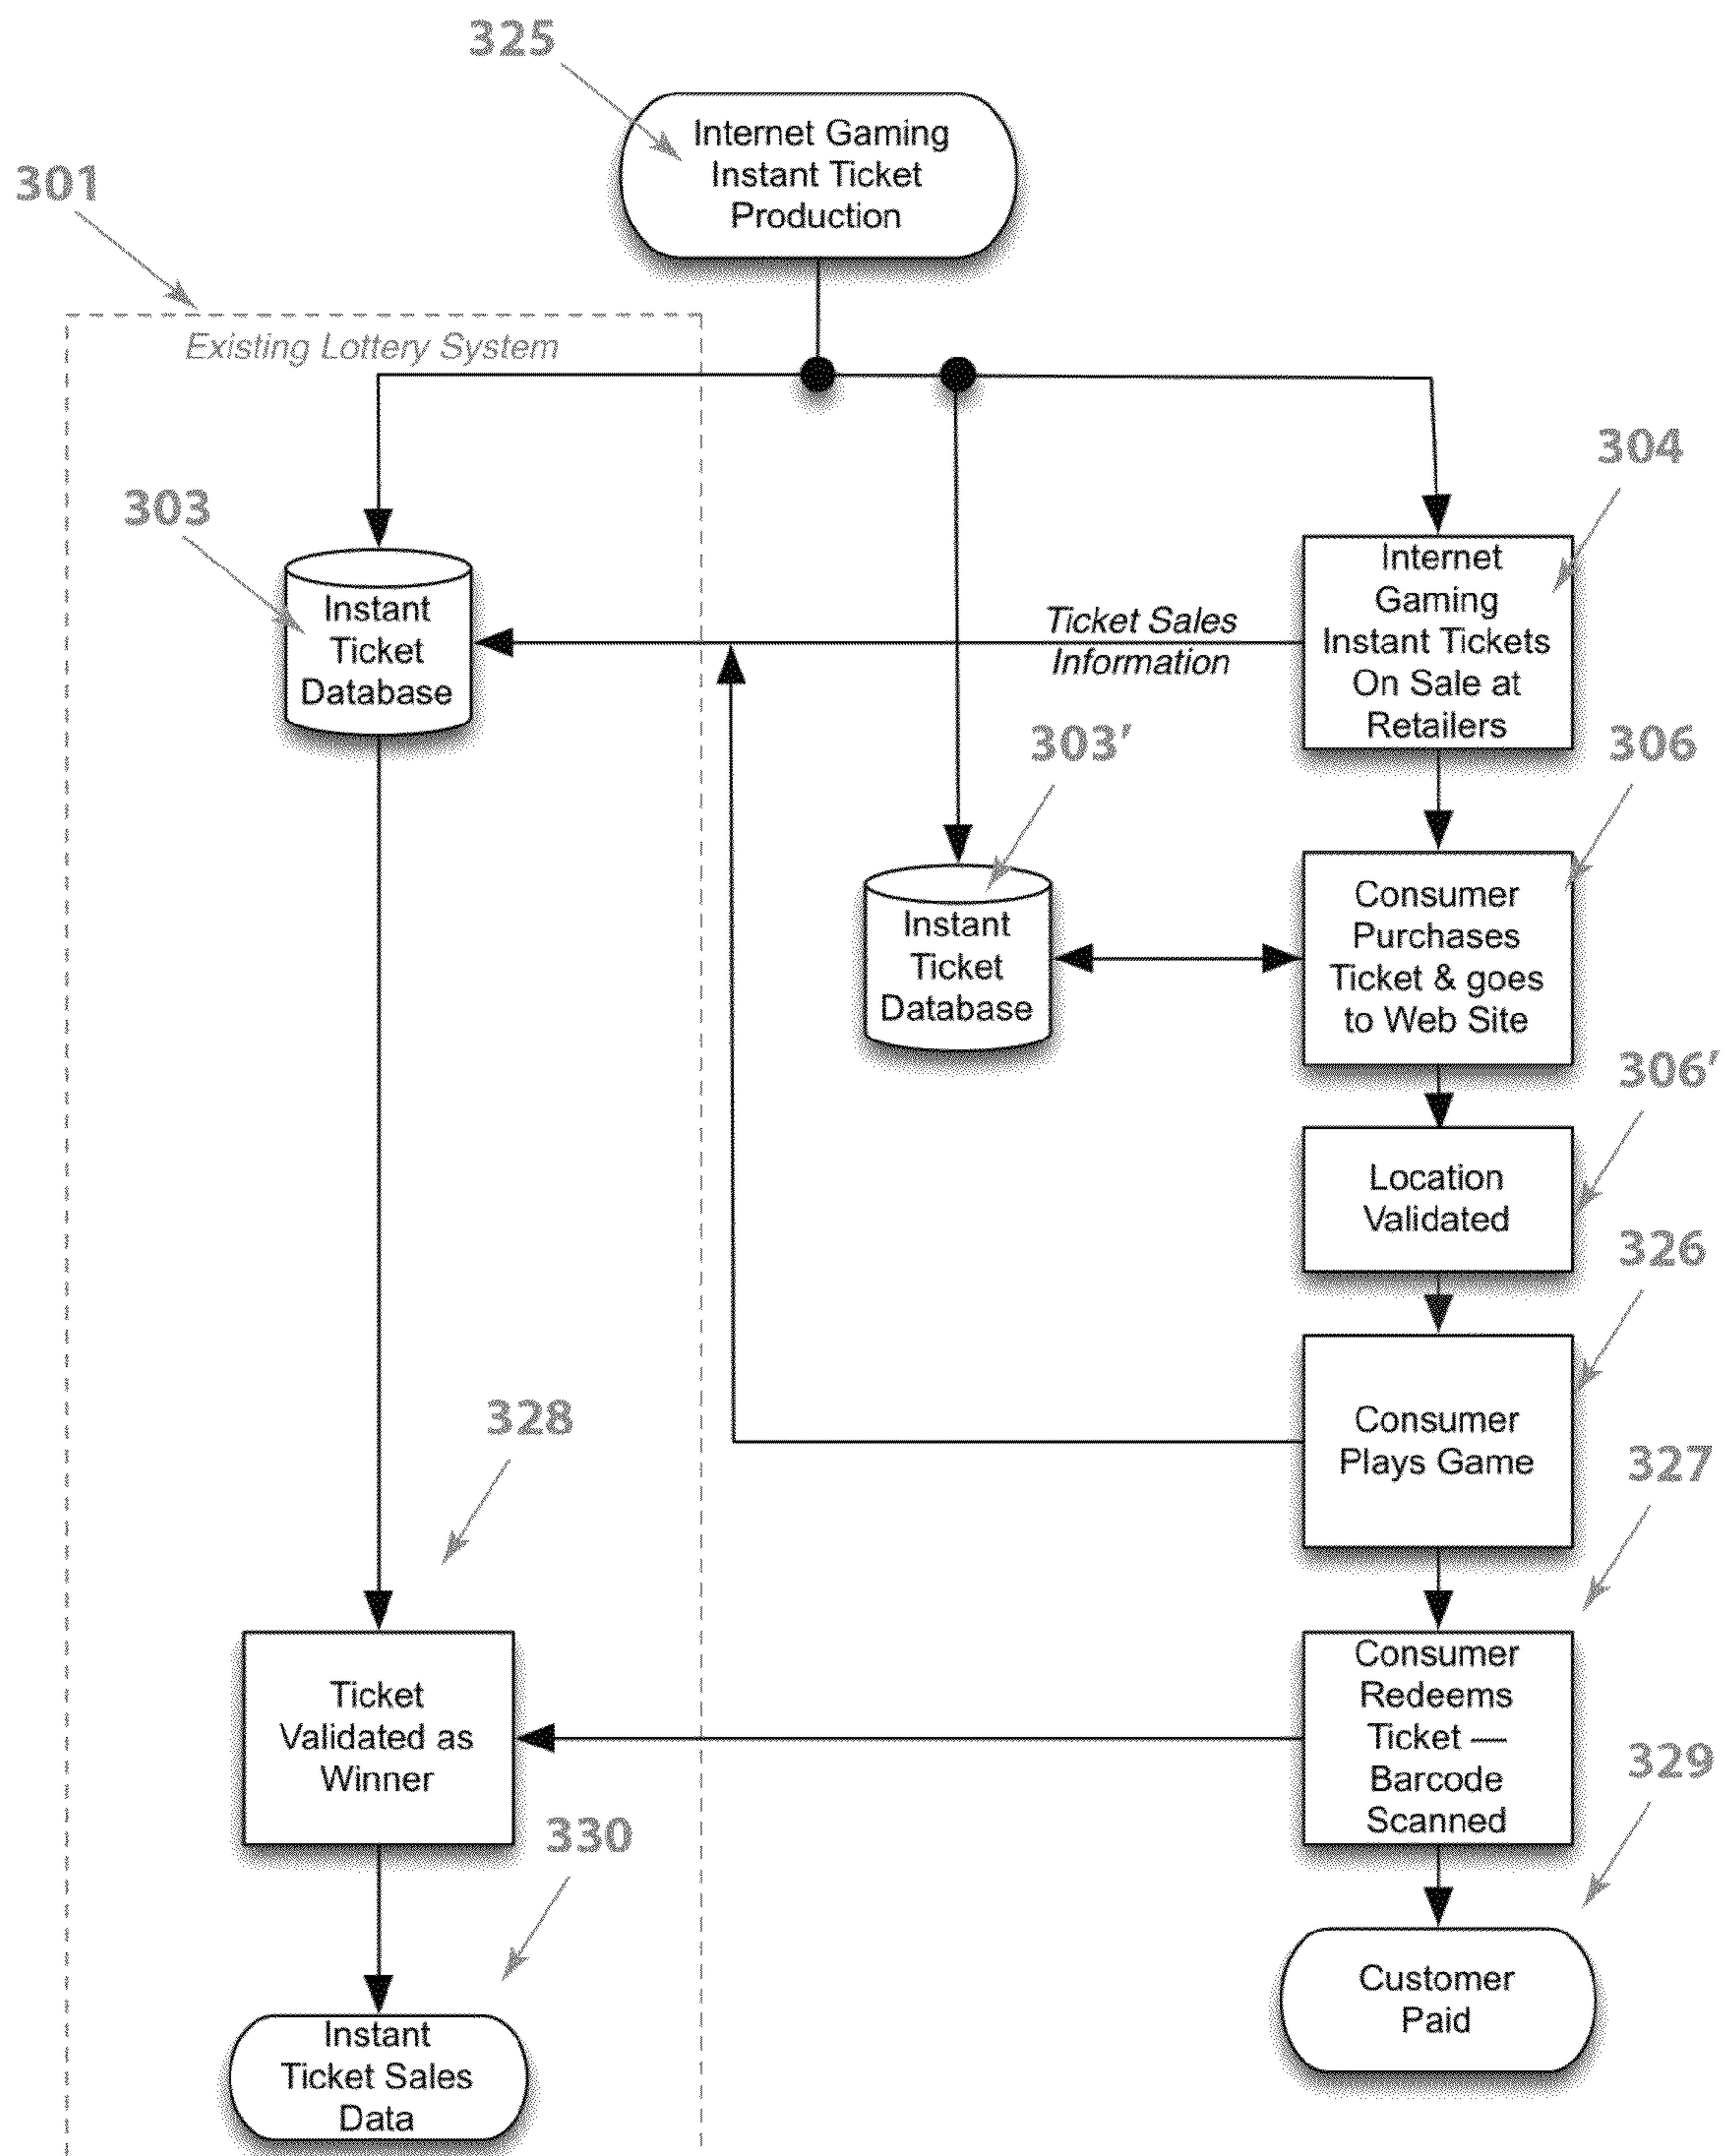 325
Internet Gaming
Instant Ticket
Production
301
Existing Lottery System
304
303
Internet
Gaming
Instant Tickets
On Sale at
Retailers
Instant
Ticket
Database
Ticket Sales
Information
303′
306
Consumer
Purchases
Ticket & goes
to Web Site
Instant
Ticket
Database
306′
Location
Validated
326
Consumer
Plays Game
328
327
Consumer
Redeems
Ticket —
Barcode
Scanned
Ticket
Validated as
Winner
329
330
Customer
Paid
Instant
Ticket Sales
Data